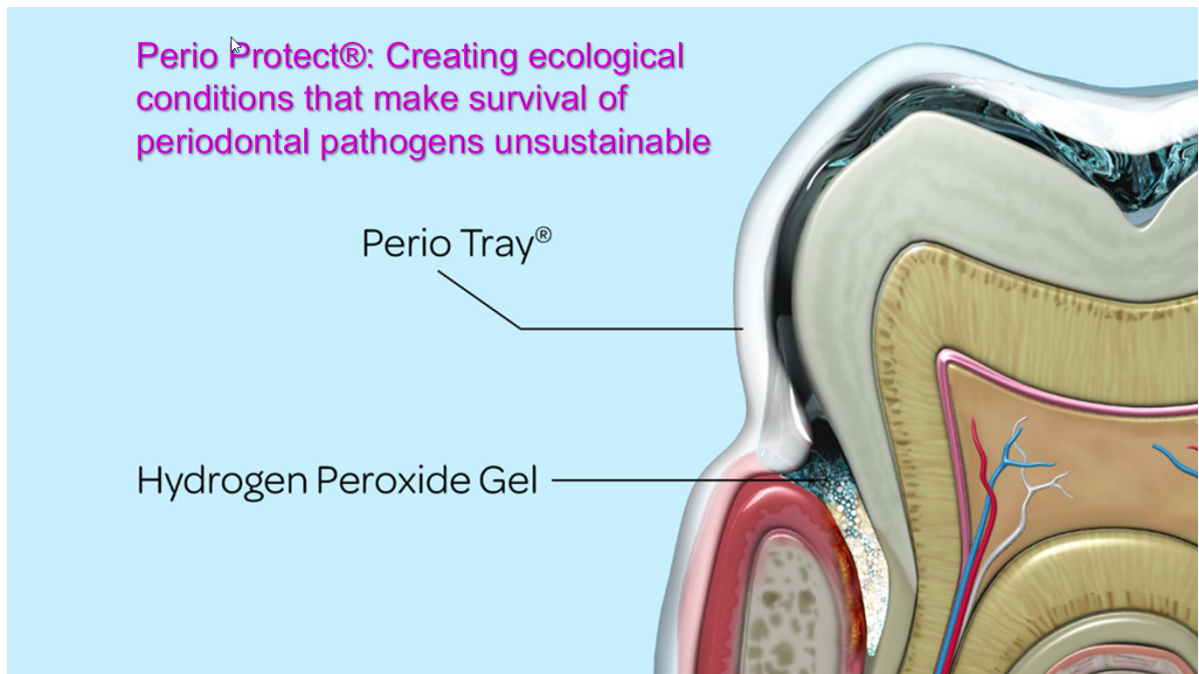 Perio Protect®: Creating ecological
conditions that make survival of
periodontal pathogens unsustainable
Perio Tray®
Hydrogen Peroxide Gel